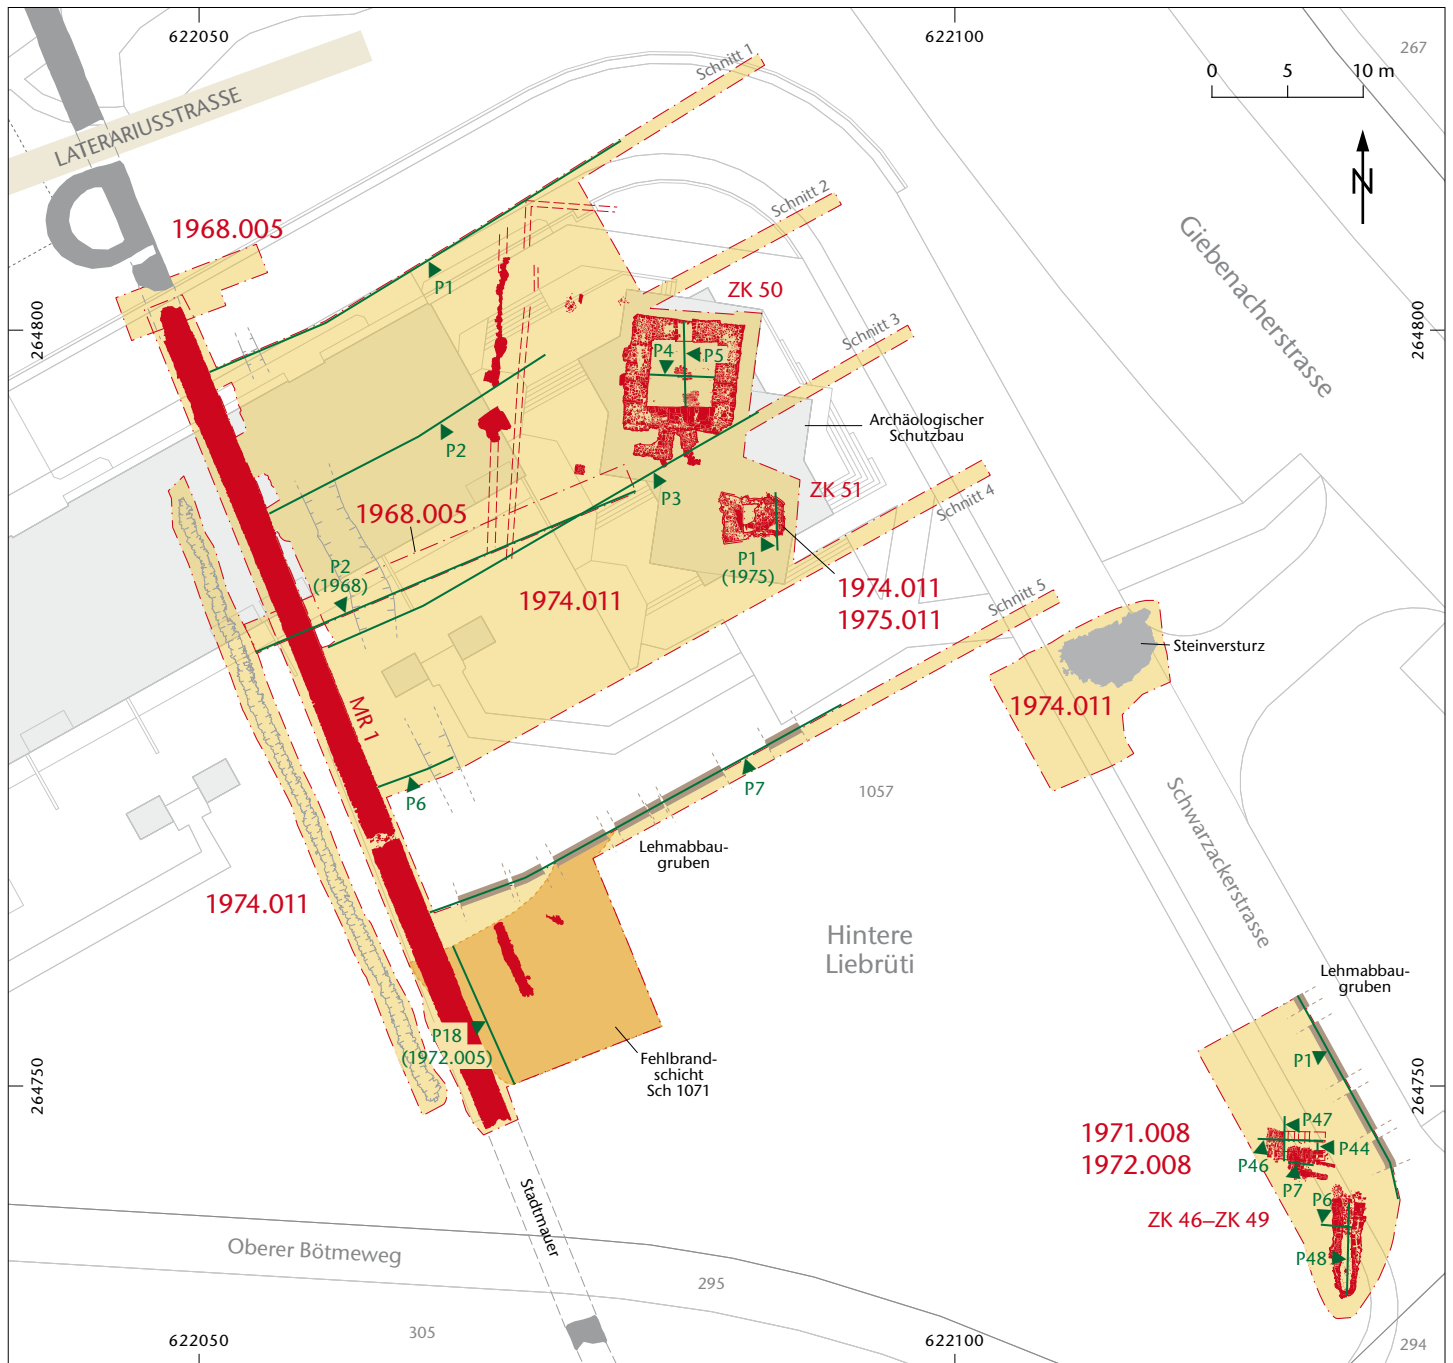 622050
622100
267
0 5 10 m
Schnitt 1
LATERARIUSSTRASSE
N
Schnitt 2
1968.005
Giebenacherstrasse
P1
ZK 50
264800
264800
Schnitt 3
P4
P5
Archäologischer
Schutzbau
P2
P3
ZK 51
Schnitt 4
1968.005
P1
(1975)
P2
(1968)
1974.011
1974.011
1975.011
Schnitt 5
Steinversturz
MR 1
1974.011
P6
P7
1057
Schwarzackerstrasse
Lehmabbau-
gruben
1974.011
Hintere
Liebrüti
Lehmabbau-
gruben
P18
(1972.005)
Fehlbrand-
schicht
Sch 1071
P1
264750
264750
1971.008
1972.008
P47
P44
P46
P7
P6
ZK 46–ZK 49
P48
Stadtmauer
Oberer Bötmeweg
295
305
294
622050
622100